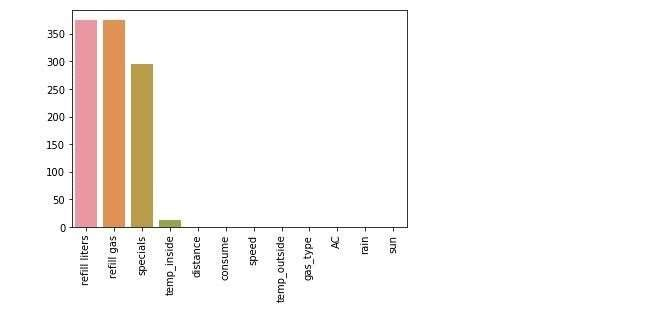 350
300
250
200
150
100
50
0
refill liters
refill gas
specials
temp_inside
distance
consume
speed
temp_outside
gas_type
AC
rain
sun